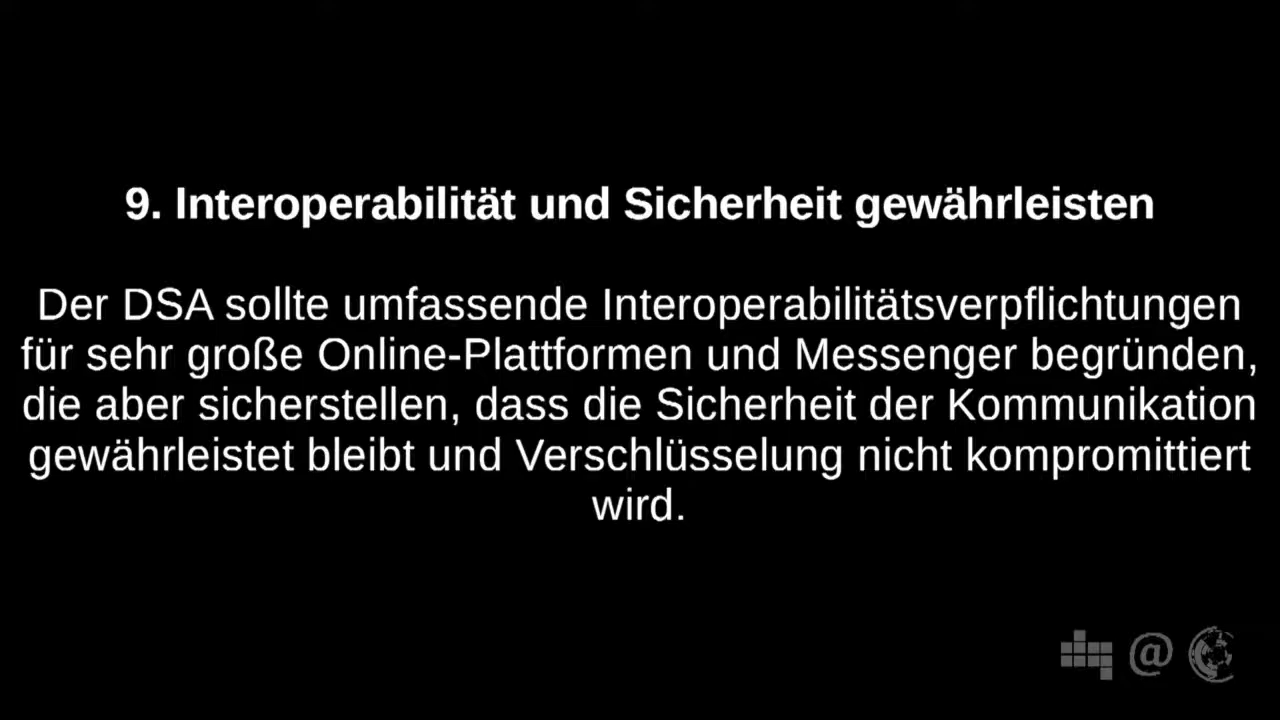 9. Interoperabilität und Sicherheit gewährleisten
Der DSA sollte umfassende Interoperabilitätsverpflichtungen
für sehr große Online-Plattformen und Messenger begründen,
die aber sicherstellen, dass die Sicherheit der Kommunikation
gewährleistet bleibt und Verschlüsselung nicht kompromittiert
wird.
@